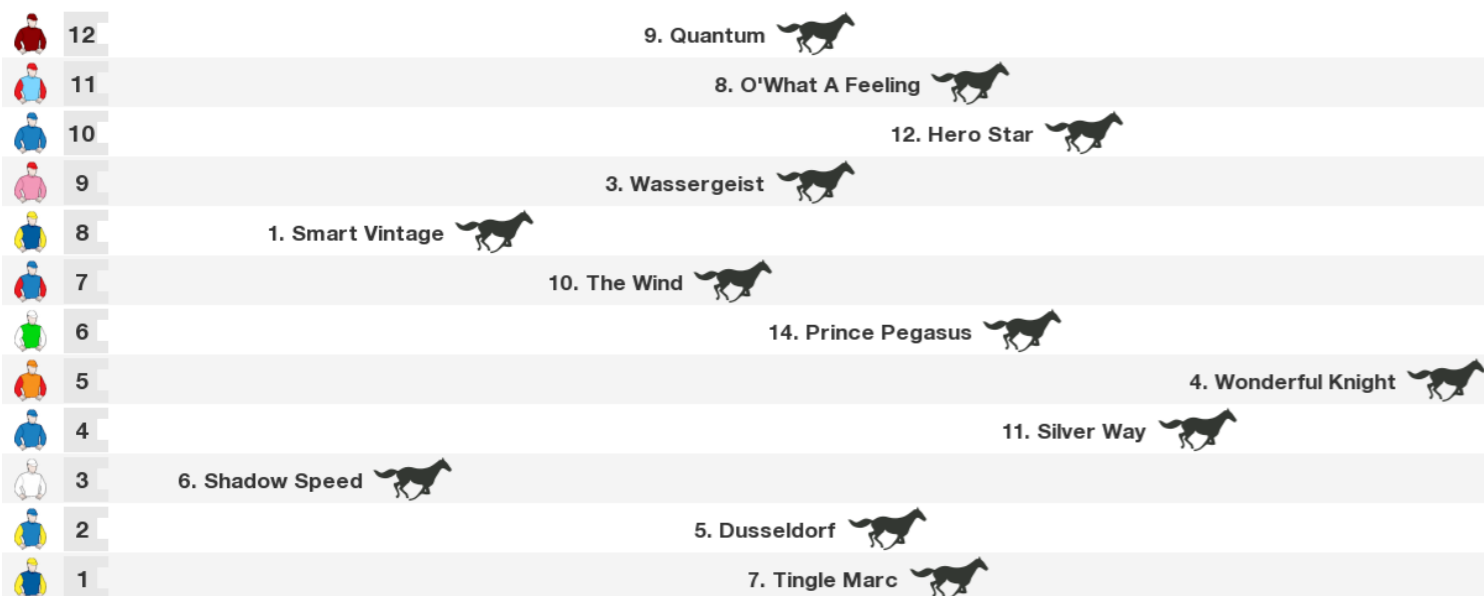 12 9. Quantum
11 8. O'What A Feeling
10 12. Hero Star
9 3. Wassergeist
8 1. Smart Vintage
7 10. The Wind
6 14. Prince Pegasus
5 4. Wonderful Knight
4 11. Silver Way
3 6. Shadow Speed
2 5. Dusseldorf
1 7. Tingle Marc